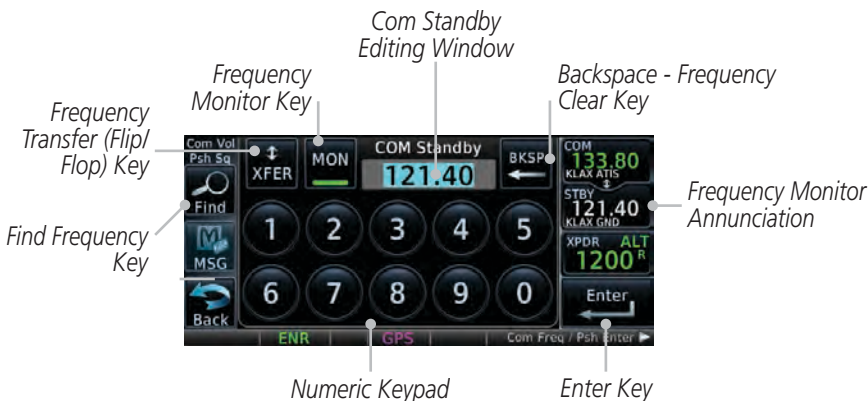 Com Standby
Editing Window
Frequency
Monitor Key
Backspace - Frequency
Clear Key
Frequency
Transfer (Flip/
Flop) Key
Com Vol
Psh Sq
XFER
MON
COM Standby
121.40
BKSP
COM
133.80
KLAX ATIS
Find
STBY
121.40
KLAX GND
Frequency Monitor
Annunciation
Find Frequency
Key
1 2 3 4 5
MSG
XPDR ALT
1200 R
6 7 8 9 0
Back
Enter
ENR GPS Com Freq / Psh Enter
Numeric Keypad
Enter Key